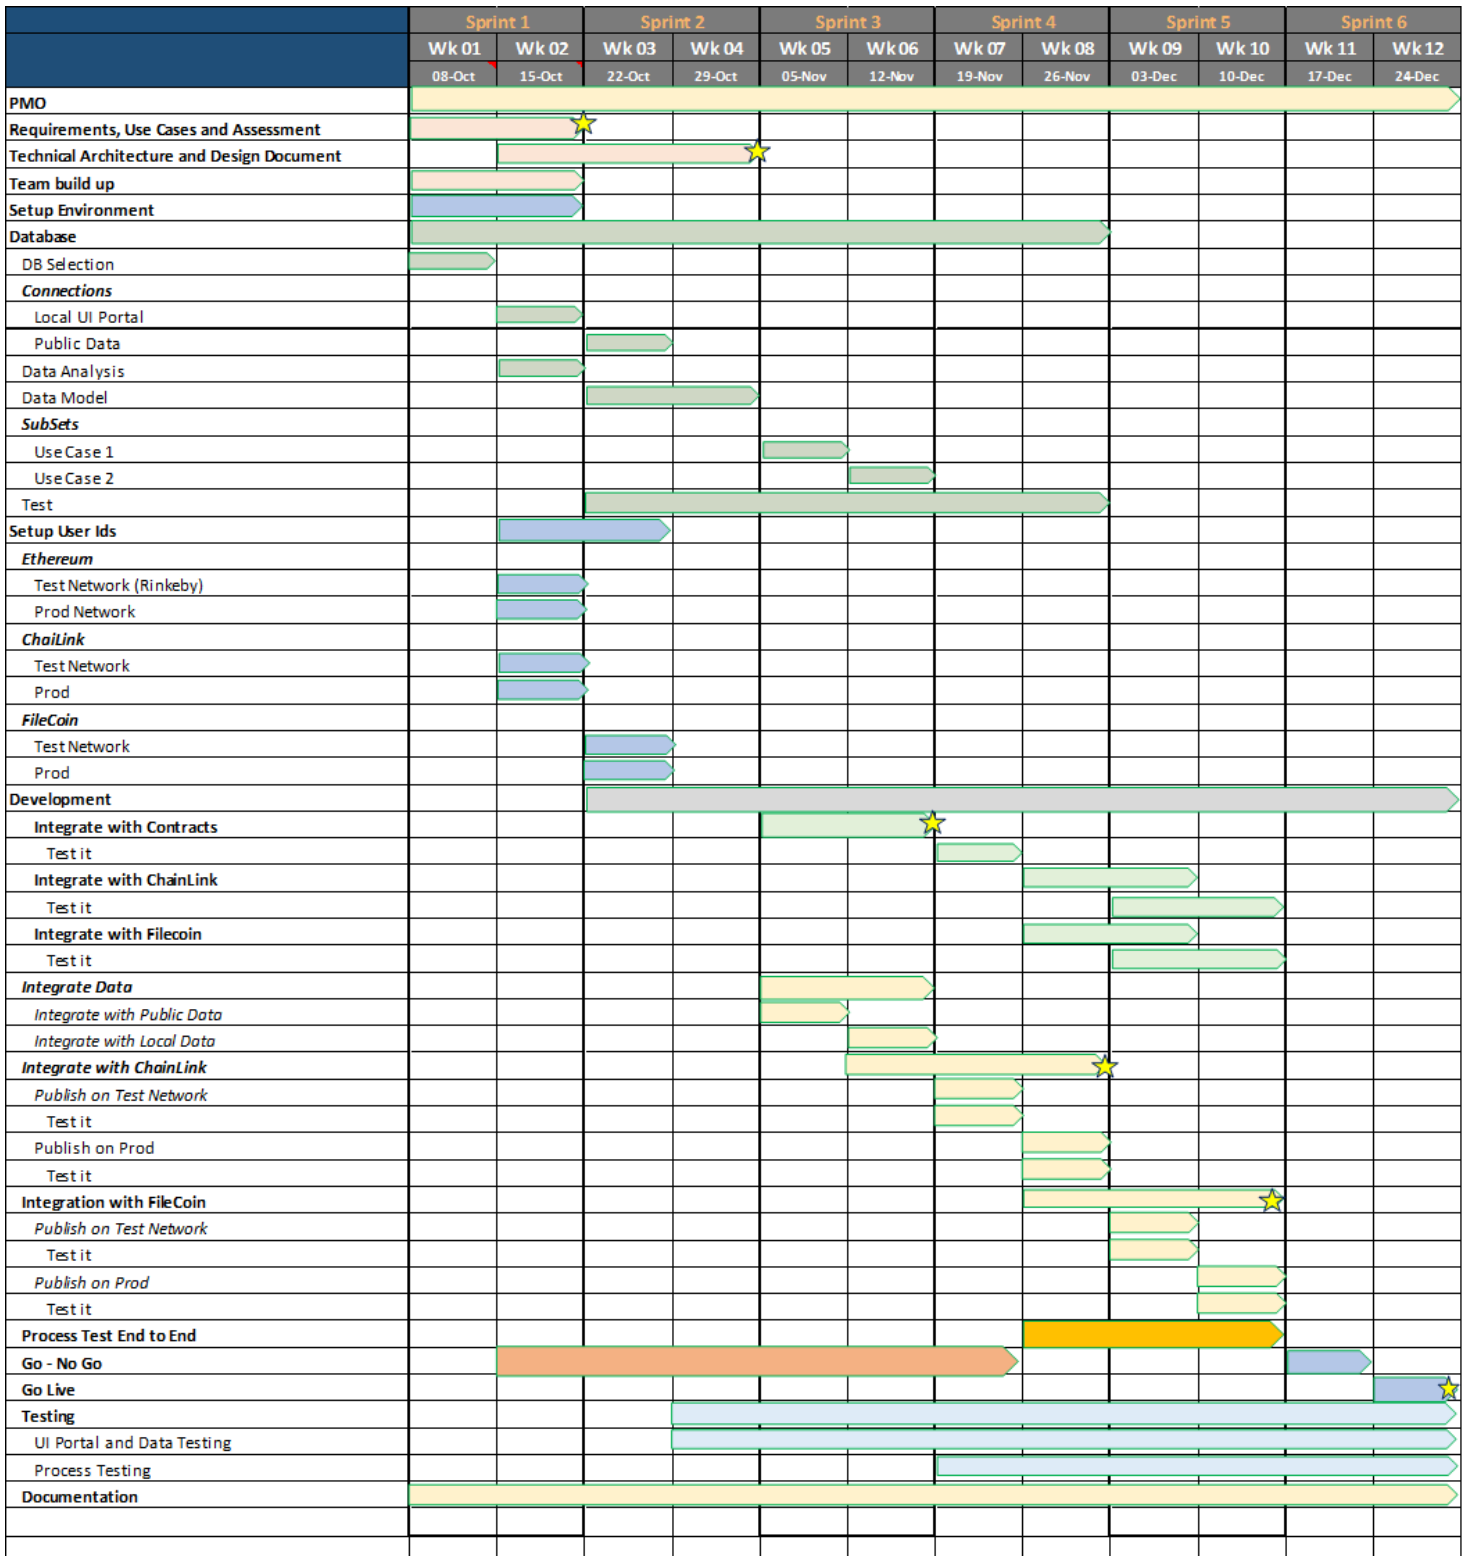 Sprint 1 Sprint 2 Sprint 3 Sprint 4 Sprint 5 Sprint 6
Wk 01 Wk 02 Wk 03 Wk 04 Wk 05 Wk 06 Wk 07 Wk 08 Wk 09 Wk 10 Wk 11 Wk 12
08-Oct 15-Oct 22-Oct 29-Oct 05-Nov 12-Nov 19-Nov 26-Nov 03-Dec 10-Dec 17-Dec 24-Dec
PMO
Requirements, Use Cases and Assessment
Technical Architecture and Design Document
Team build up
Setup Environment
Database
DB Selection
Connections
Local UI Portal
Public Data
Data Analysis
Data Model
SubSets
Use Case 1
Use Case 2
Test
Setup User Ids
Ethereum
Test Network (Rinkeby)
Prod Network
ChaiLink
Test Network
Prod
FileCoin
Test Network
Prod
Development
Integrate with Contracts
Test it
Integrate with ChainLink
Test it
Integrate with Filecoin
Test it
Integrate Data
Integrate with Public Data
Integrate with Local Data
Integrate with ChainLink
Publish on Test Network
Test it
Publish on Prod
Test it
Integration with FileCoin
Publish on Test Network
Test it
Publish on Prod
Test it
Process Test End to End
Go - No Go
Go Live
Testing
UI Portal and Data Testing
Process Testing
Documentation